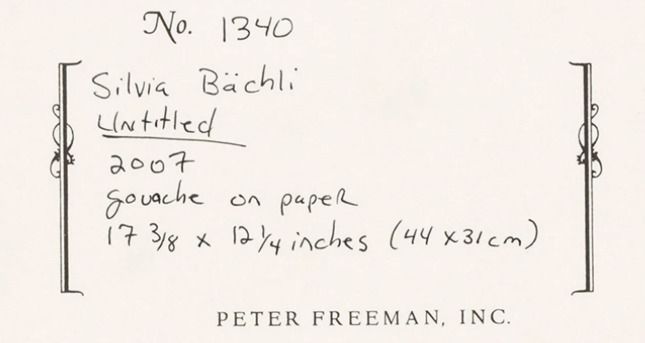 No. 1340
Silvia Bächli
Untitled
2007
gouache on paper
17 3/8 x 12 1/4 inches (44 x 31 cm)
PETER FREEMAN, INC.